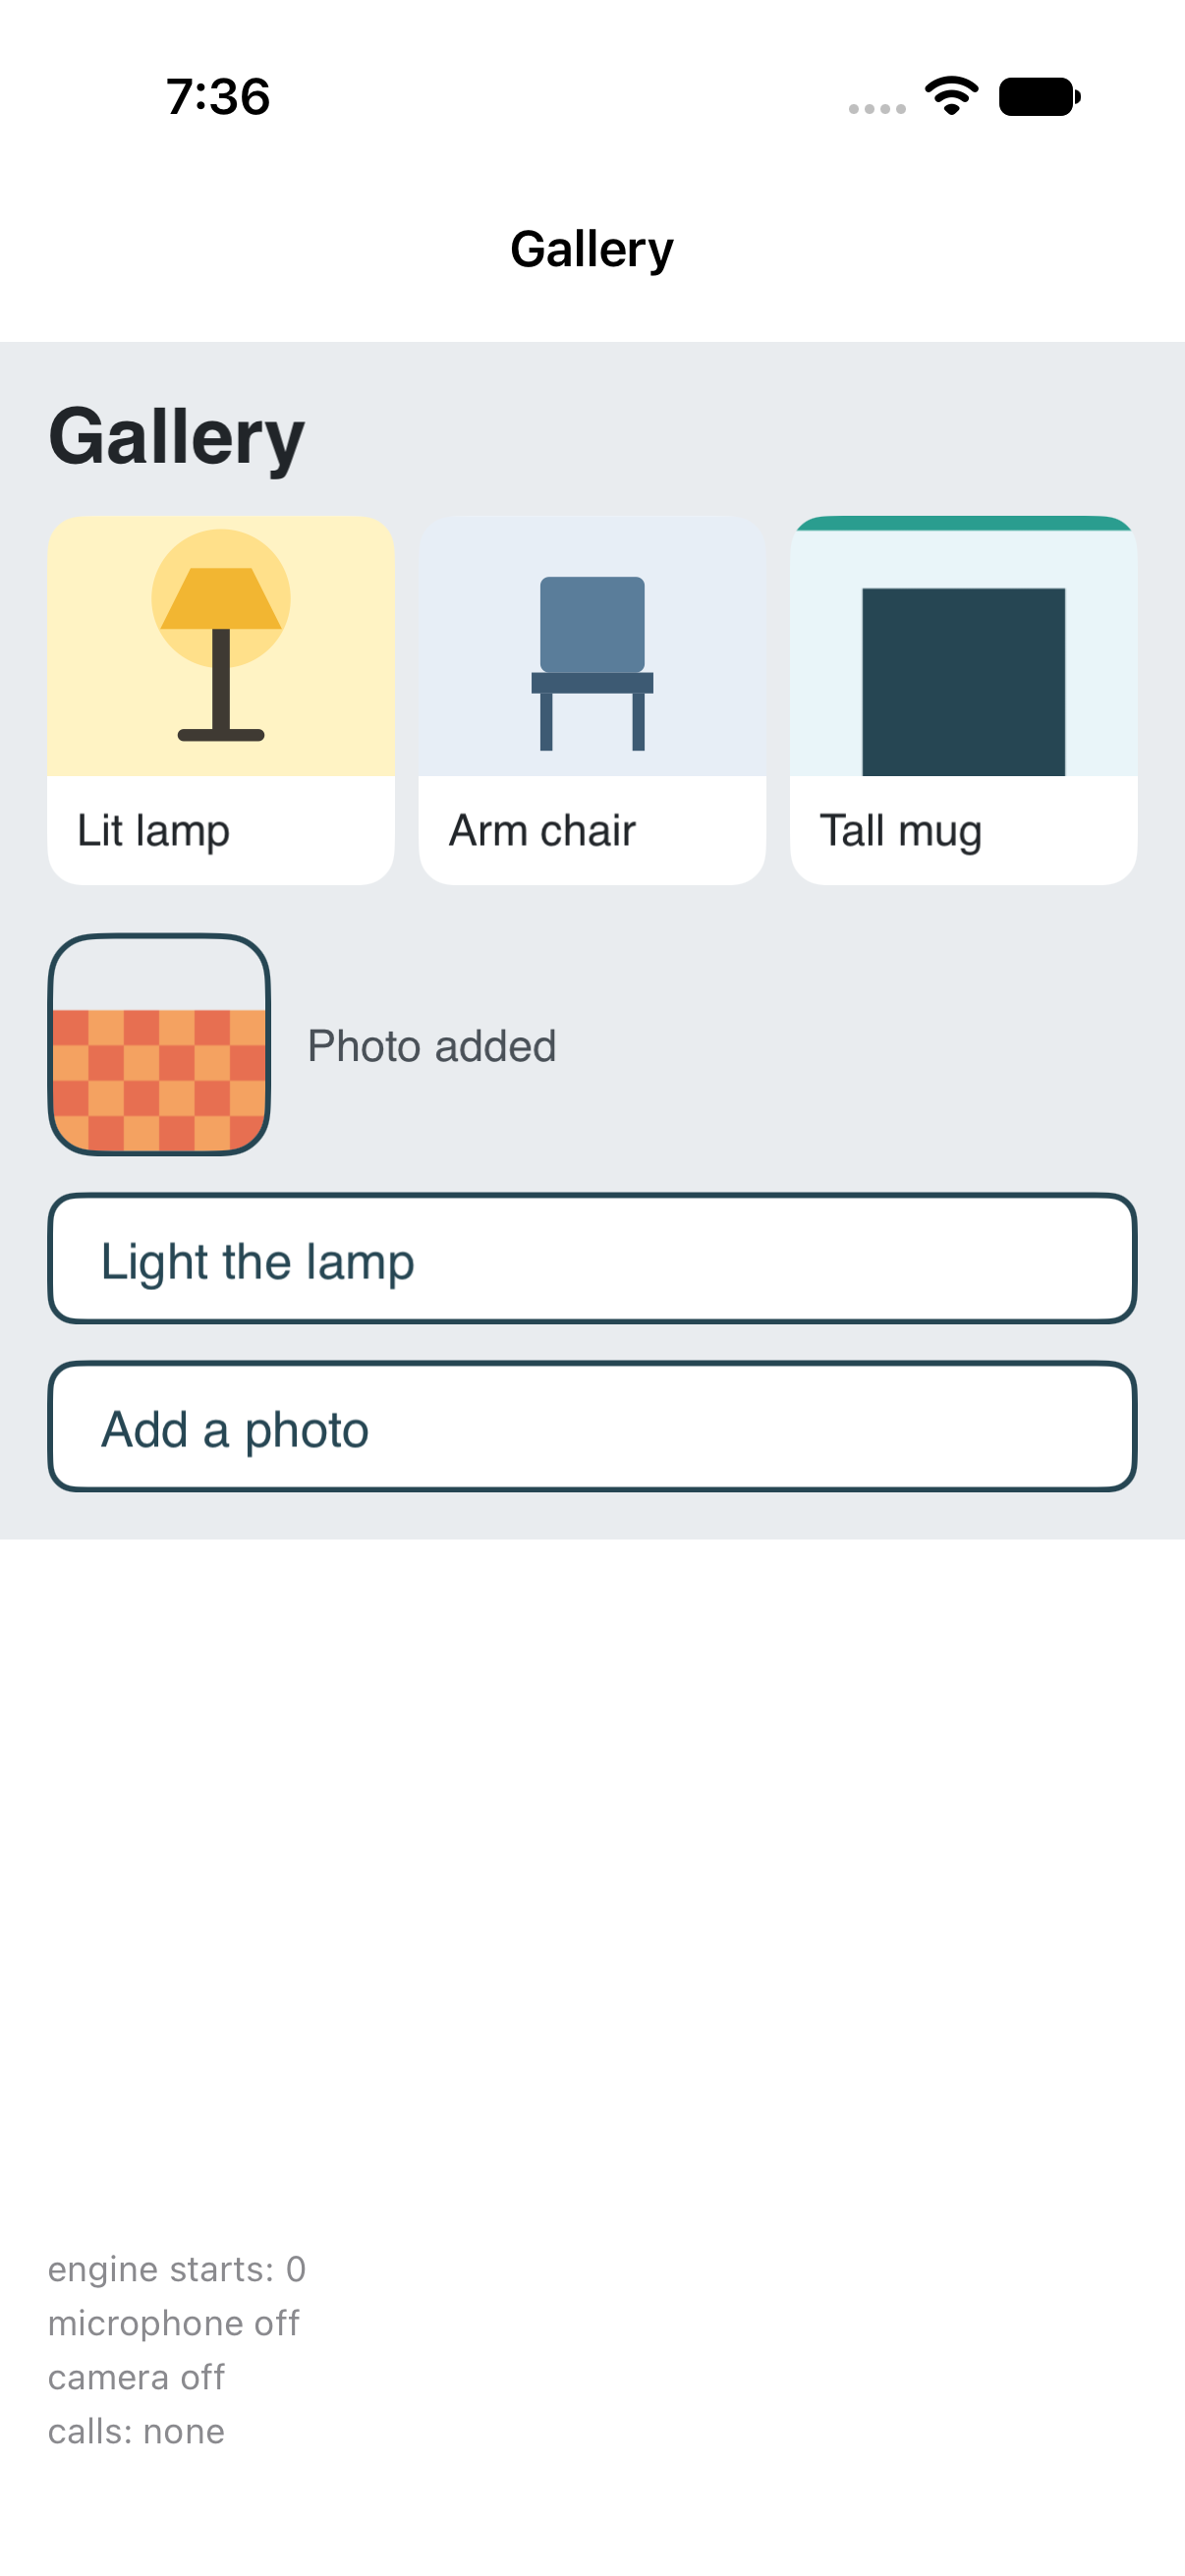 7:36
Gallery
Gallery
Lit lamp
Arm chair
Tall mug
Photo added
Light the lamp
Add a photo
engine starts: 0
microphone off
camera off
calls: none